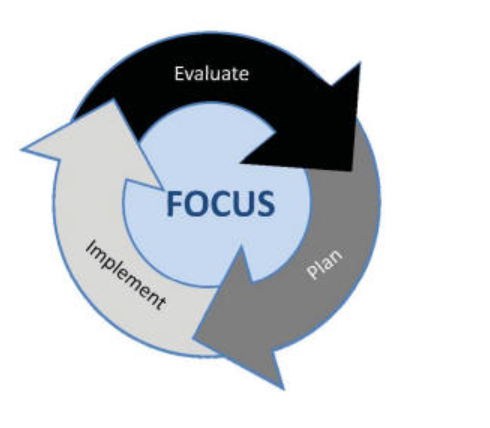 Evaluate
FOCUS
Plan
Implement